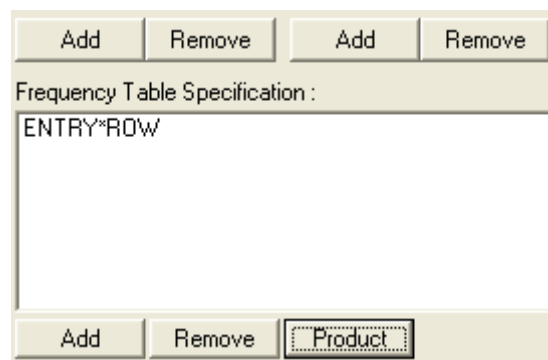 Add Remove Add Remove
Frequency Table Specification :
ENTRY*ROW
Add Remove Product